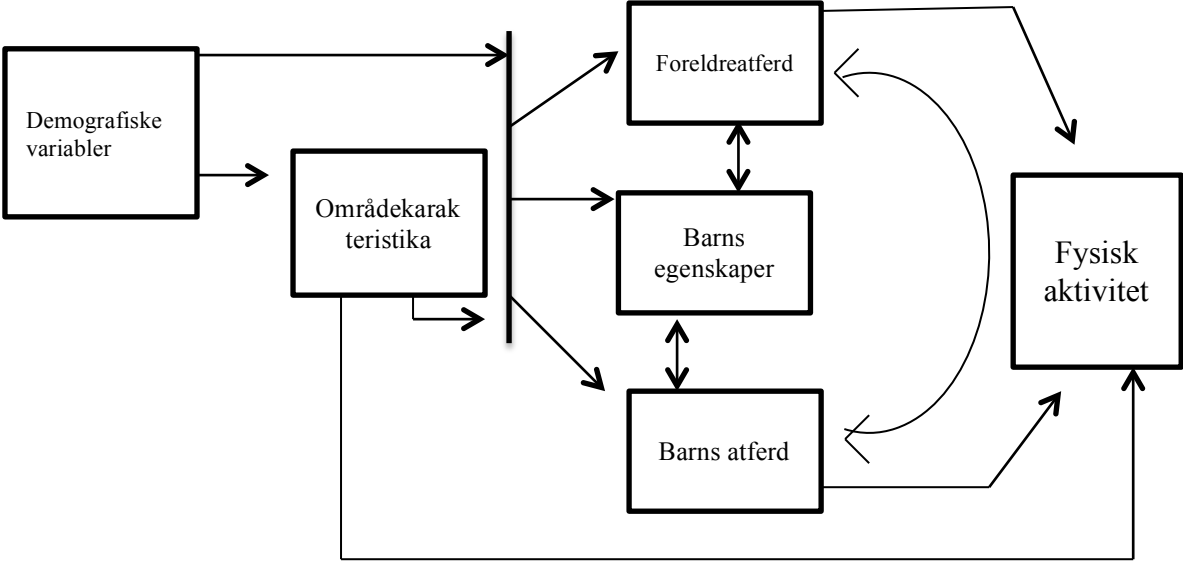 Demografiske
variabler
Områdekarak
teristika
Foreldreatferd
Barns
egenskaper
Barns atferd
Fysisk
aktivitet